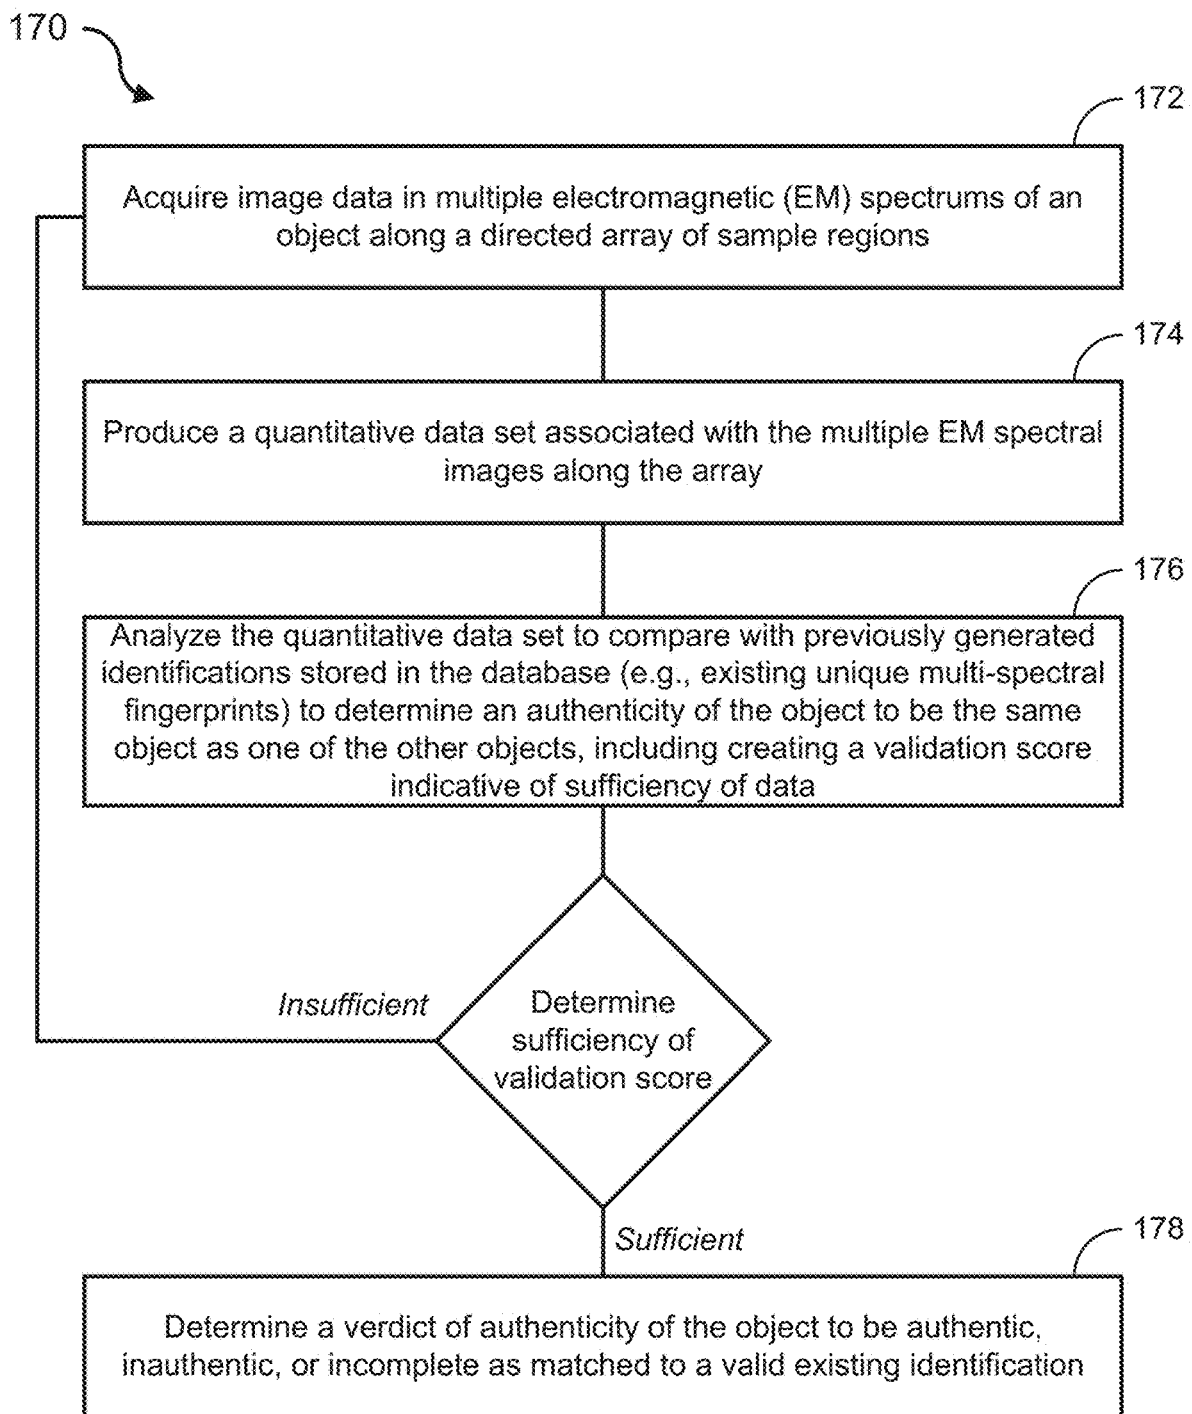 170
172
Acquire image data in multiple electromagnetic (EM) spectrums of an
object along a directed array of sample regions
174
Produce a quantitative data set associated with the multiple EM spectral
images along the array
176
Analyze the quantitative data set to compare with previously generated
identifications stored in the database (e.g., existing unique multi-spectral
fingerprints) to determine an authenticity of the object to be the same
object as one of the other objects, including creating a validation score
indicative of sufficiency of data
Insufficient
Determine
sufficiency of
validation score
Sufficient
178
Determine a verdict of authenticity of the object to be authentic,
inauthentic, or incomplete as matched to a valid existing identification